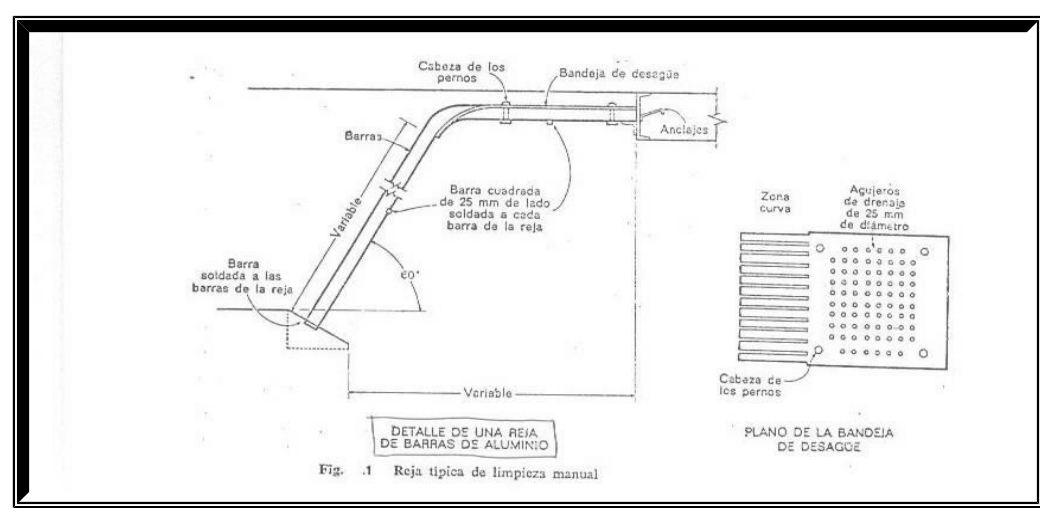 Cabeza de los
pernos
Bandeja de desagüe
Barras
Anclajes
Variable
Barra cuadrada
de 25 mm de lado
soldada a cada
barra de la reja
60°
Barra
soldada a las
barras de la reja
Variable
DETALLE DE UNA REJA
DE BARRAS DE ALUMINIO
Zona
curva
Agujeros
de drenaja
de 25 mm
de diámetro
Cabeza de
los pernos
PLANO DE LA BANDEJA
DE DESAGÜE
Fig. .1 Reja típica de limpieza manual